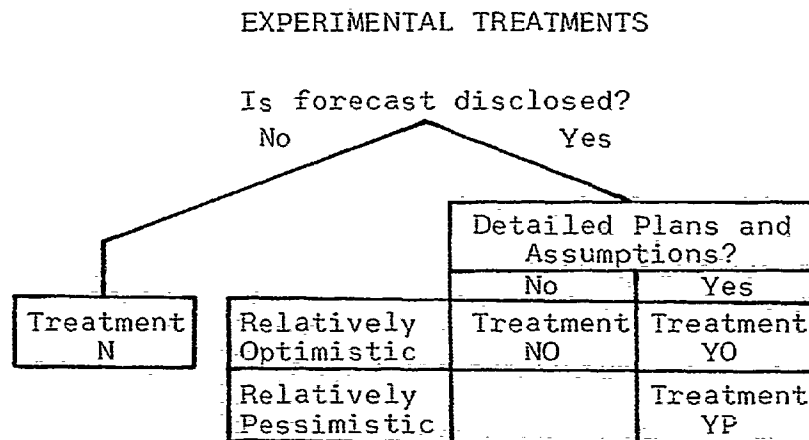 EXPERIMENTAL TREATMENTS
Is forecast disclosed?
No Yes
Detailed Plans and
Assumptions?
No Yes
Treatment
N
Relatively
Optimistic
Treatment
NO
Treatment
YO
Relatively
Pessimistic
Treatment
YP